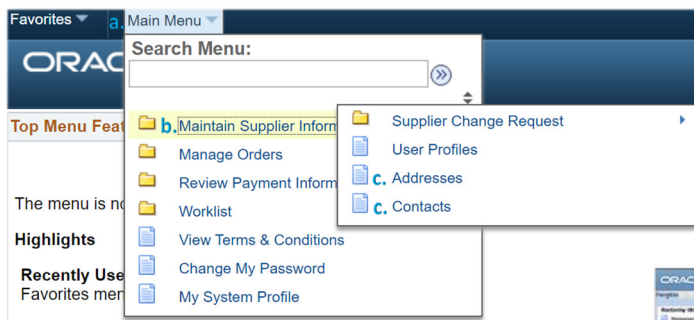 Favorites a. Main Menu
Search Menu:
ORAC
b. Maintain Supplier Inform
Supplier Change Request
Top Menu Feat
Manage Orders
User Profiles
Review Payment Inform
c. Addresses
The menu is no
Worklist
c. Contacts
Highlights
View Terms & Conditions
Recently Use
Change My Password
Favorites men
My System Profile
ORAC